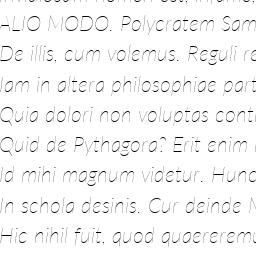 ALIO MODO. Polycratem Sam
De illis, cum volemus. Reguli re
Iam in altera philosophiae part
Quia dolori non voluptas cont
Quid de Pythagora? Erit enim
Id mihi magnum videtur. Hunc
In schola desinis. Cur deinde M
Hic nihil fuit, quod quaereremu